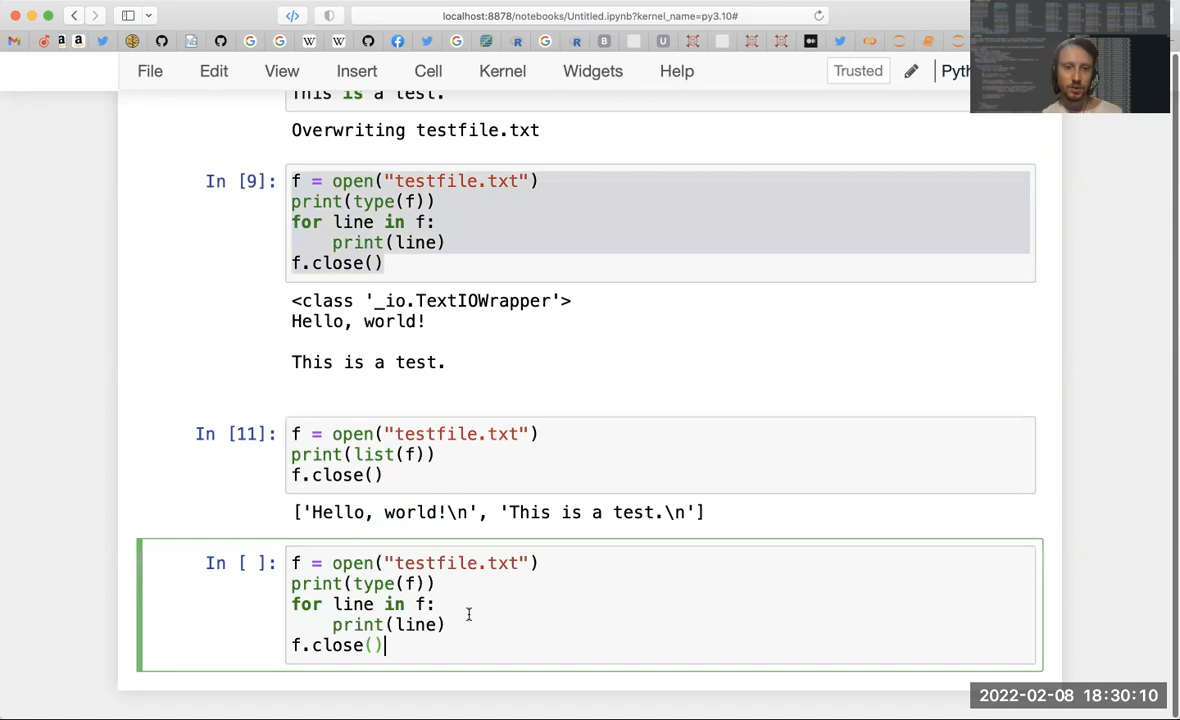 localhost:8878/notebooks/Untitled.ipynb?kernel_name=py3.10#
File Edit View Insert Cell Kernel Widgets Help Trusted Pyth
This is a test.
Overwriting testfile.txt
In [9]: f = open("testfile.txt")
print(type(f))
for line in f:
    print(line)
f.close()
<class '_io.TextIOWrapper'>
Hello, world!
This is a test.
In [11]: f = open("testfile.txt")
print(list(f))
f.close()
['Hello, world!\n', 'This is a test.\n']
In [ ]: f = open("testfile.txt")
print(type(f))
for line in f:
    print(line)
f.close()
2022-02-08 18:30:10